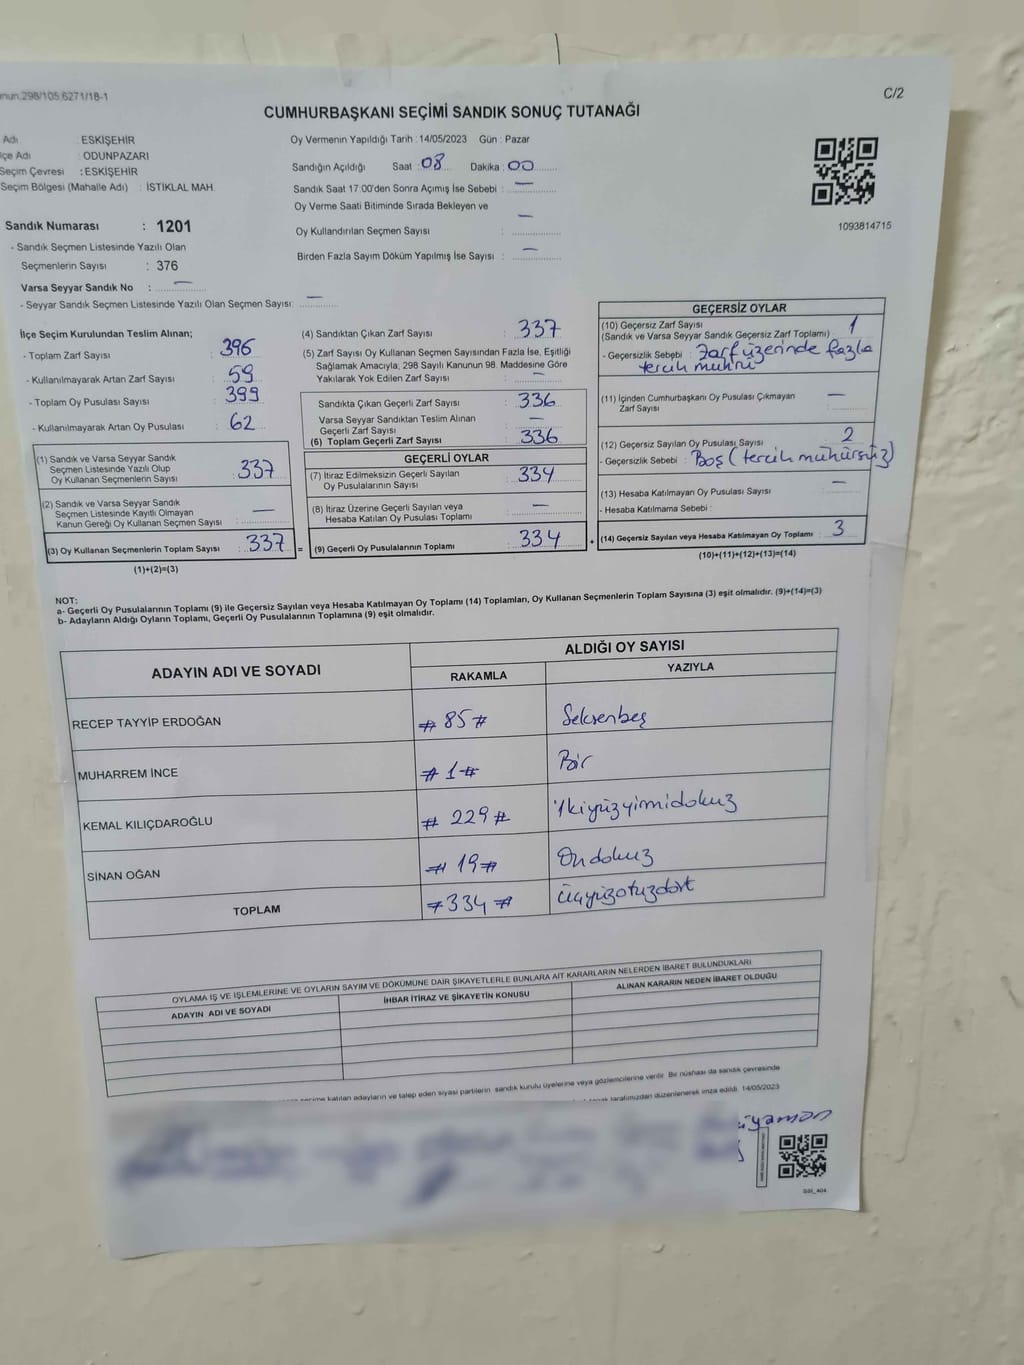 nun.298/105,6271/18-1
C/2
CUMHURBAŞKANI SEÇİMİ SANDIK SONUÇ TUTANAĞI
Adı : ESKİŞEHİR
İlçe Adı : ODUNPAZARI
Seçim Çevresi : ESKİŞEHİR
Seçim Bölgesi (Mahalle Adı) : İSTİKLAL MAH.
Oy Vermenin Yapıldığı Tarih : 14/05/2023 Gün : Pazar
Sandığın Açıldığı Saat : 08 Dakika : 00
Sandık Saat 17:00'den Sonra Açımış İse Sebebi : —
Oy Verme Saati Bitiminde Sırada Bekleyen ve
Oy Kullandırılan Seçmen Sayısı : —
Birden Fazla Sayım Döküm Yapılmış İse Sayısı : —
1093814715
Sandık Numarası : 1201
- Sandık Seçmen Listesinde Yazılı Olan
Seçmenlerin Sayısı : 376
Varsa Seyyar Sandık No : —
- Seyyar Sandık Seçmen Listesinde Yazılı Olan Seçmen Sayısı: —
İlçe Seçim Kurulundan Teslim Alınan;
- Toplam Zarf Sayısı : 396
- Kullanılmayarak Artan Zarf Sayısı : 59
- Toplam Oy Pusulası Sayısı : 399
- Kullanılmayarak Artan Oy Pusulası : 62
(1) Sandık ve Varsa Seyyar Sandık
Seçmen Listesinde Yazılı Olup
Oy Kullanan Seçmenlerin Sayısı : 337
(2) Sandık ve Varsa Seyyar Sandık
Seçmen Listesinde Kayıtlı Olmayan
Kanun Gereği Oy Kullanan Seçmen Sayısı : —
(3) Oy Kullanan Seçmenlerin Toplam Sayısı : 337
(1)+(2)=(3)
(4) Sandıktan Çıkan Zarf Sayısı : 337
(5) Zarf Sayısı Oy Kullanan Seçmen Sayısından Fazla İse, Eşitliği
Sağlamak Amacıyla, 298 Sayılı Kanunun 98. Maddesine Göre
Yakılarak Yok Edilen Zarf Sayısı : —
Sandıkta Çıkan Geçerli Zarf Sayısı : 336
Varsa Seyyar Sandıktan Teslim Alınan
Geçerli Zarf Sayısı : —
(6) Toplam Geçerli Zarf Sayısı : 336
GEÇERLİ OYLAR
(7) İtiraz Edilmeksizin Geçerli Sayılan
Oy Pusulalarının Sayısı : 334
(8) İtiraz Üzerine Geçerli Sayılan veya
Hesaba Katılan Oy Pusulası Toplamı : —
= (9) Geçerli Oy Pusulalarının Toplamı : 334
GEÇERSİZ OYLAR
(10) Geçersiz Zarf Sayısı
(Sandık ve Varsa Seyyar Sandık Geçersiz Zarf Toplamı) : 1
- Geçersizlik Sebebi : Zarf üzerinde fazla
tercih mührü
(11) İçinden Cumhurbaşkanı Oy Pusulası Çıkmayan
Zarf Sayısı : —
(12) Geçersiz Sayılan Oy Pusulası Sayısı : 2
- Geçersizlik Sebebi : Boş (tercih mühürsüz)
(13) Hesaba Katılmayan Oy Pusulası Sayısı : —
- Hesaba Katılmama Sebebi :
+ (14) Geçersiz Sayılan veya Hesaba Katılmayan Oy Toplamı : 3
(10)+(11)+(12)+(13)=(14)
NOT:
a- Geçerli Oy Pusulalarının Toplamı (9) ile Geçersiz Sayılan veya Hesaba Katılmayan Oy Toplamı (14) Toplamları, Oy Kullanan Seçmenlerin Toplam Sayısına (3) eşit olmalıdır. (9)+(14)=(3)
b- Adayların Aldığı Oyların Toplamı, Geçerli Oy Pusulalarının Toplamına (9) eşit olmalıdır.
ADAYIN ADI VE SOYADI ALDIĞI OY SAYISI
RAKAMLA YAZIYLA
RECEP TAYYİP ERDOĞAN # 85 # Seksenbeş
MUHARREM İNCE # 1 # Bir
KEMAL KILIÇDAROĞLU # 229 # İkiyüzyirmidokuz
SİNAN OĞAN # 19 # Ondokuz
TOPLAM # 334 # Üçyüzotuzdört
OYLAMA İŞ VE İŞLEMLERİNE VE OYLARIN SAYIM VE DÖKÜMÜNE DAİR ŞİKAYETLERLE BUNLARA AİT KARARLARIN NELERDEN İBARET BULUNDUKLARI
ADAYIN ADI VE SOYADI İHBAR İTİRAZ VE ŞİKAYETİN KONUSU ALINAN KARARIN NEDEN İBARET OLDUĞU
seçime katılan adayların ve talep eden siyasi partilerin sandık kurulu üyelerine veya gözlemcilerine verilir. Bir nüshası da sandık çevresinde
tarafımızdan düzenlenerek imza edildi. 14/05/2023